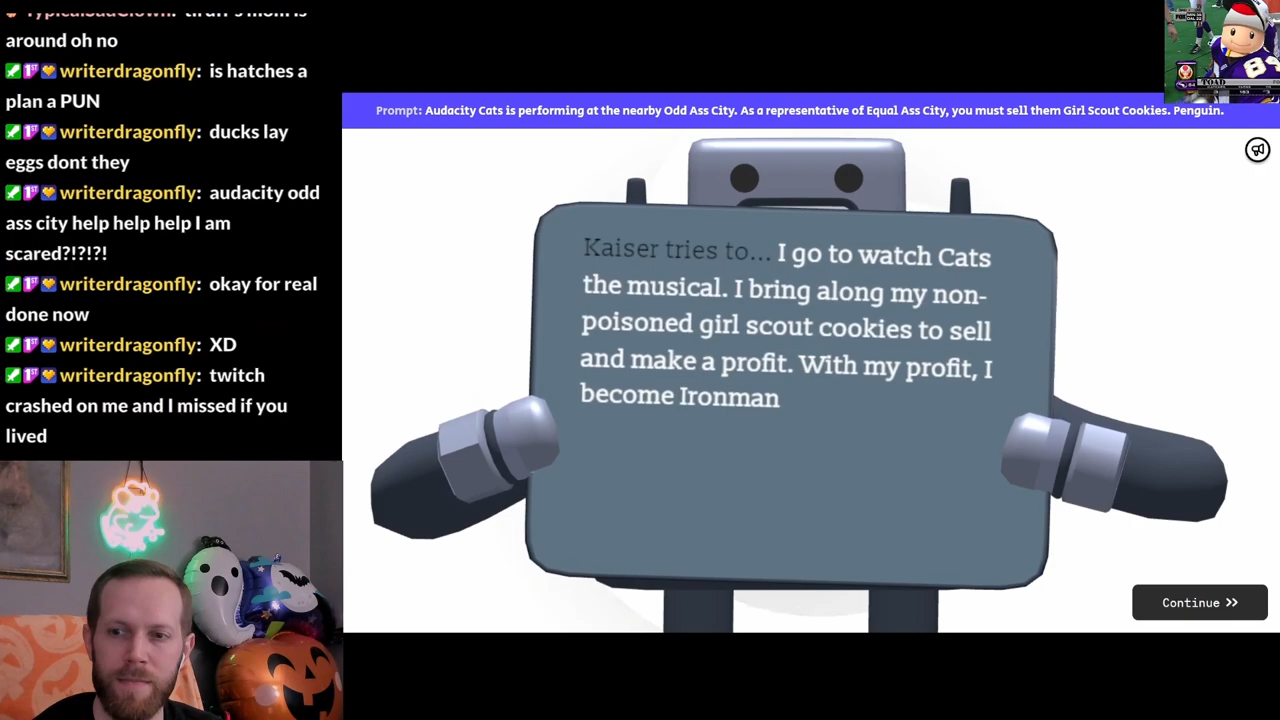 around oh no
writerdragonfly: is hatches a
plan a PUN
writerdragonfly: ducks lay
eggs dont they
writerdragonfly: audacity odd
ass city help help help I am
scared?!?!?!
writerdragonfly: okay for real
done now
writerdragonfly: XD
writerdragonfly: twitch
crashed on me and I missed if you
lived
Prompt: Audacity Cats is performing at the nearby Odd Ass City. As a representative of Equal Ass City, you must sell them Girl Scout Cookies. Penguin.
Kaiser tries to... I go to watch Cats
the musical. I bring along my non-
poisoned girl scout cookies to sell
and make a profit. With my profit, I
become Ironman
Continue
TOAD